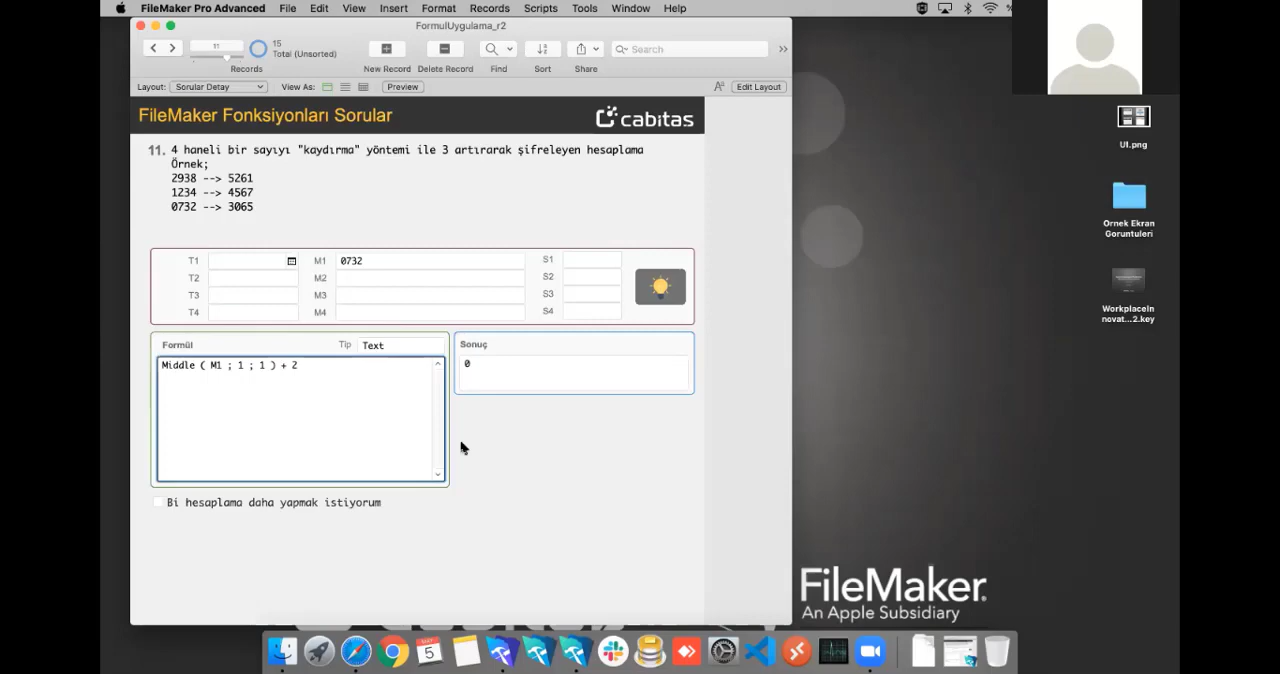 FileMaker Pro Advanced File Edit View Insert Format Records Scripts Tools Window Help
FormulUygulama_r2
11
15
Total (Unsorted)
Search
Records New Record Delete Record Find Sort Share
Layout: Sorular Detay View As: Preview Edit Layout
FileMaker Fonksiyonları Sorular
cabitas
11. 4 haneli bir sayıyı "kaydırma" yöntemi ile 3 artırarak şifreleyen hesaplama
Örnek;
2938 --> 5261
1234 --> 4567
0732 --> 3065
T1 M1 0732 S1
T2 M2 S2
T3 M3 S3
T4 M4 S4
Formül Tip Text
Sonuç
Middle ( M1 ; 1 ; 1 ) + 2
0
Bi hesaplama daha yapmak istiyorum
UI.png
Ornek Ekran
Goruntuleri
WorkplaceIn
novat...2.key
FileMaker.
An Apple Subsidiary
5